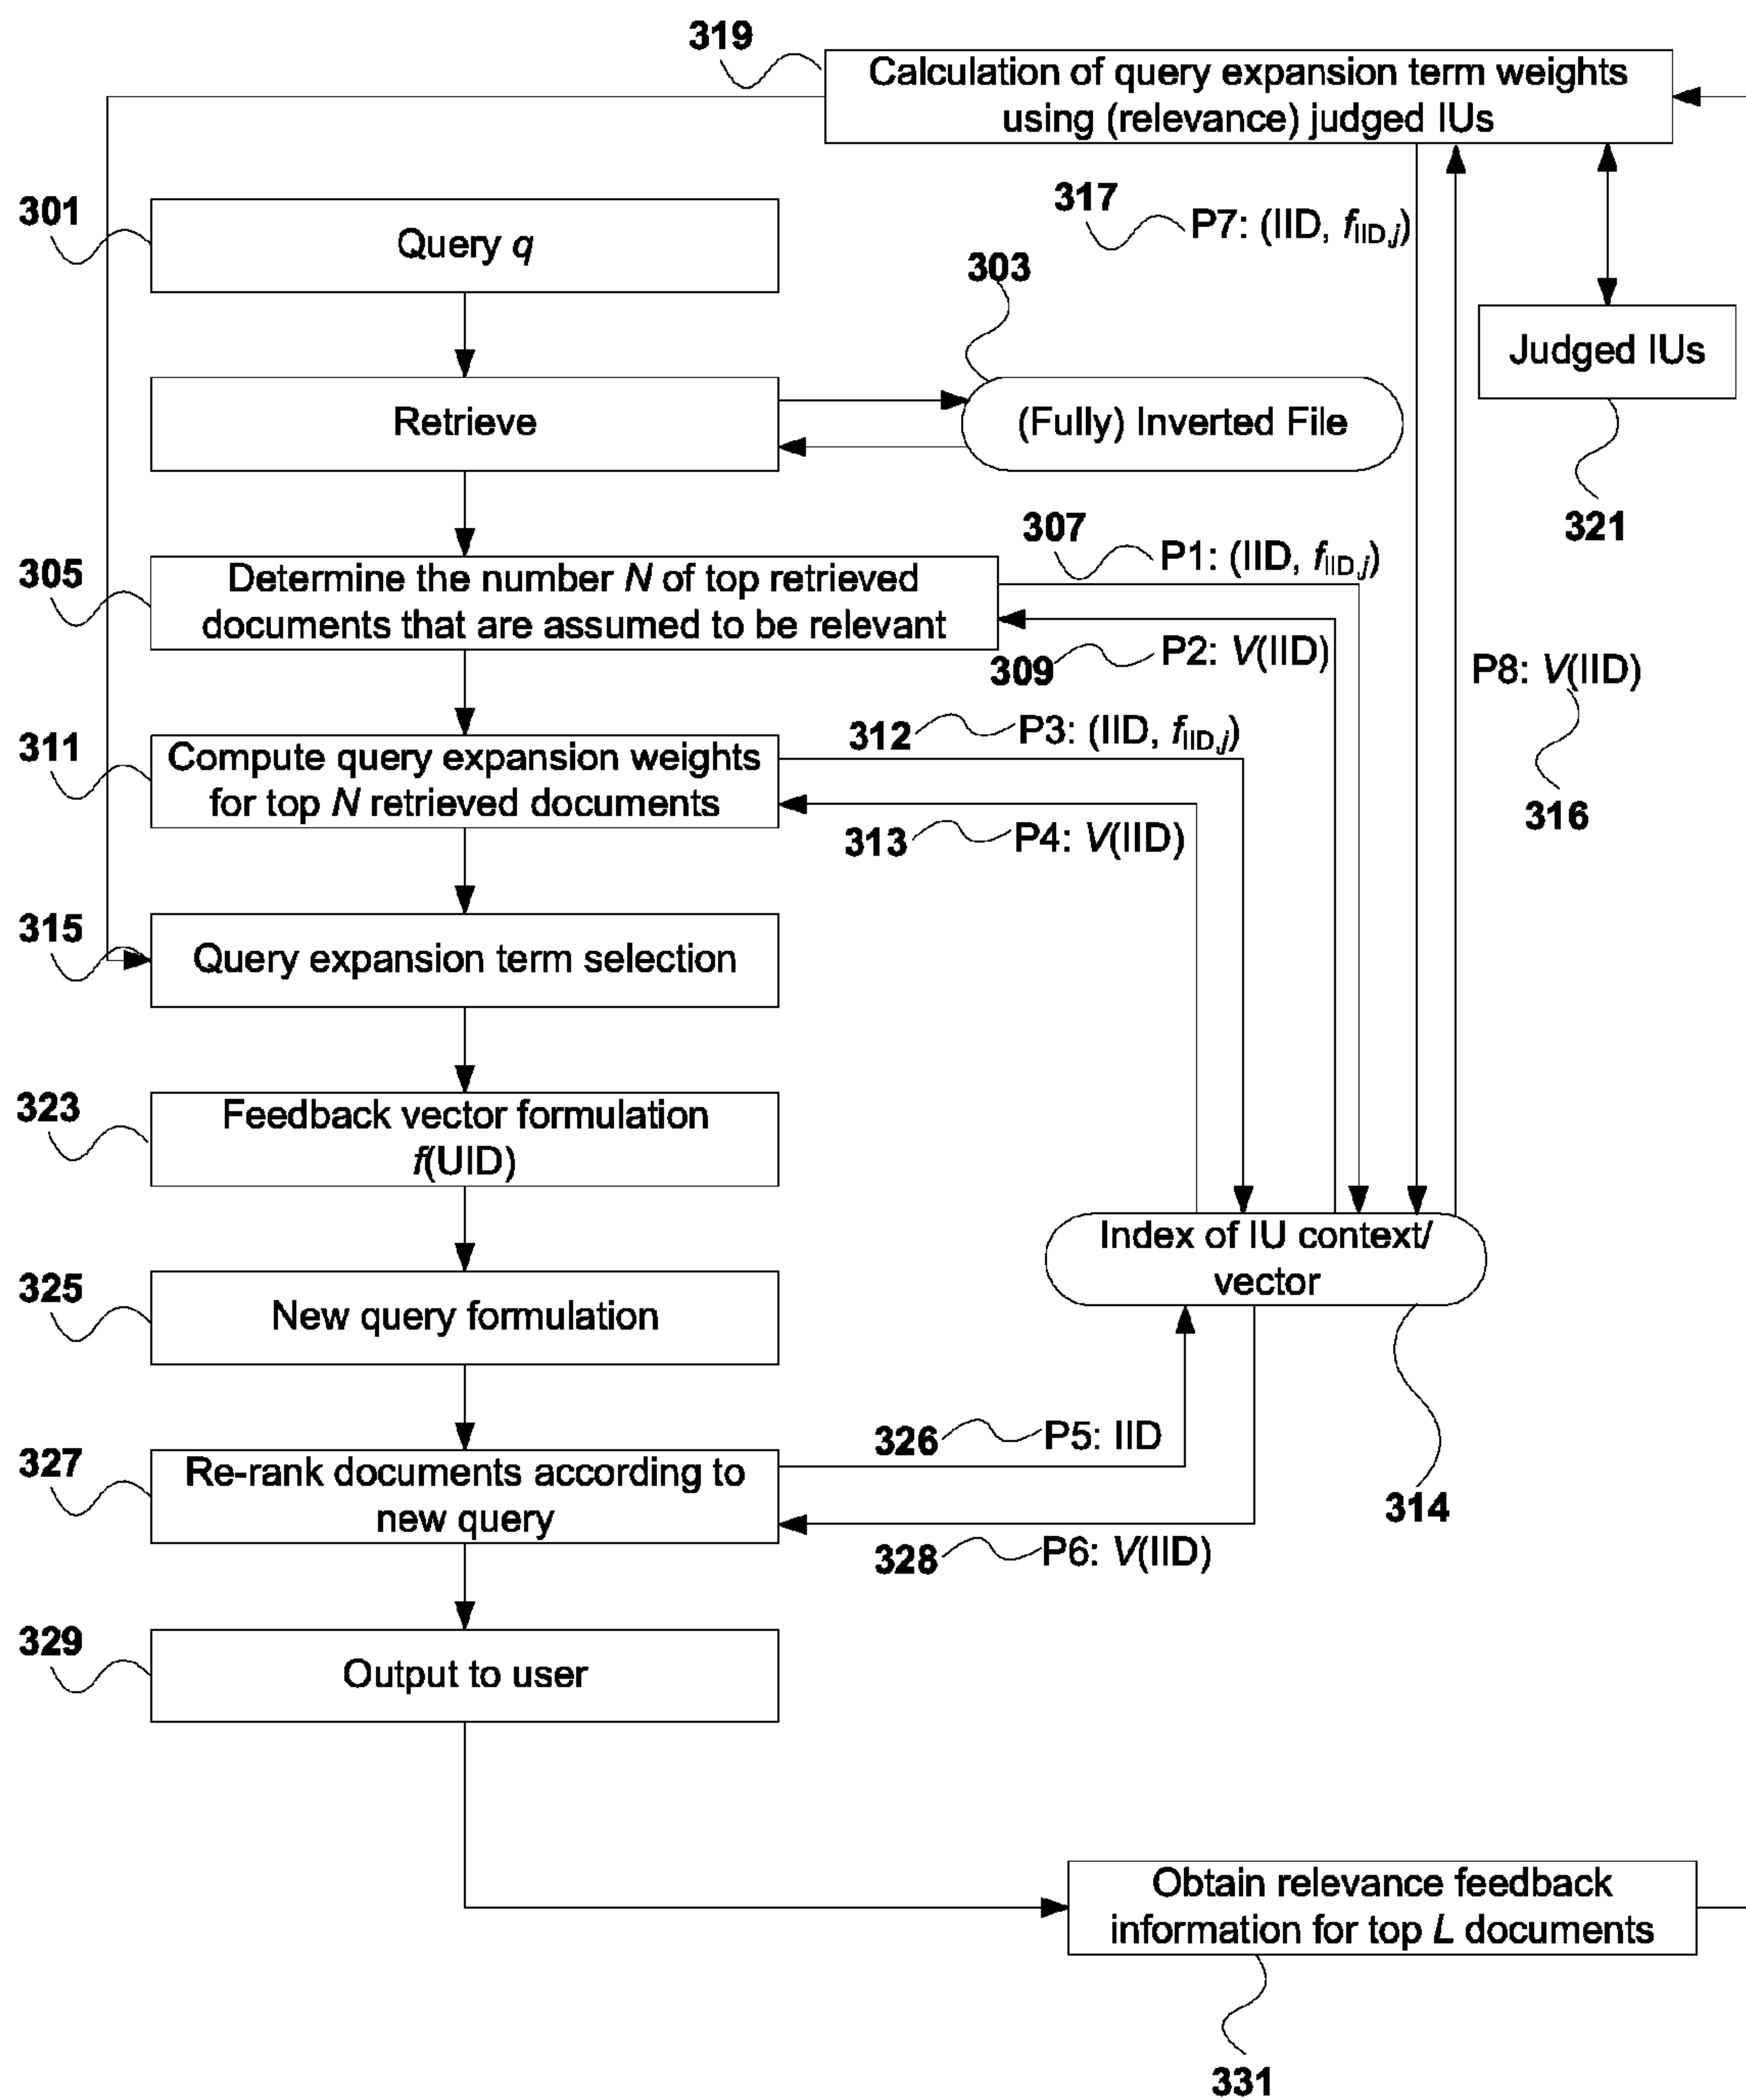 319
Calculation of query expansion term weights
using (relevance) judged IUs
301
Query q
317
P7: (IID, fIID,j)
303
Judged IUs
Retrieve
(Fully) Inverted File
321
307
P1: (IID, fIID,j)
305
Determine the number N of top retrieved
documents that are assumed to be relevant
309
P2: V(IID)
P8: V(IID)
316
312
P3: (IID, fIID,j)
311
Compute query expansion weights
for top N retrieved documents
313
P4: V(IID)
315
Query expansion term selection
323
Feedback vector formulation
f(UID)
Index of IU context/
vector
325
New query formulation
326
P5: IID
327
Re-rank documents according to
new query
314
328
P6: V(IID)
329
Output to user
Obtain relevance feedback
information for top L documents
331